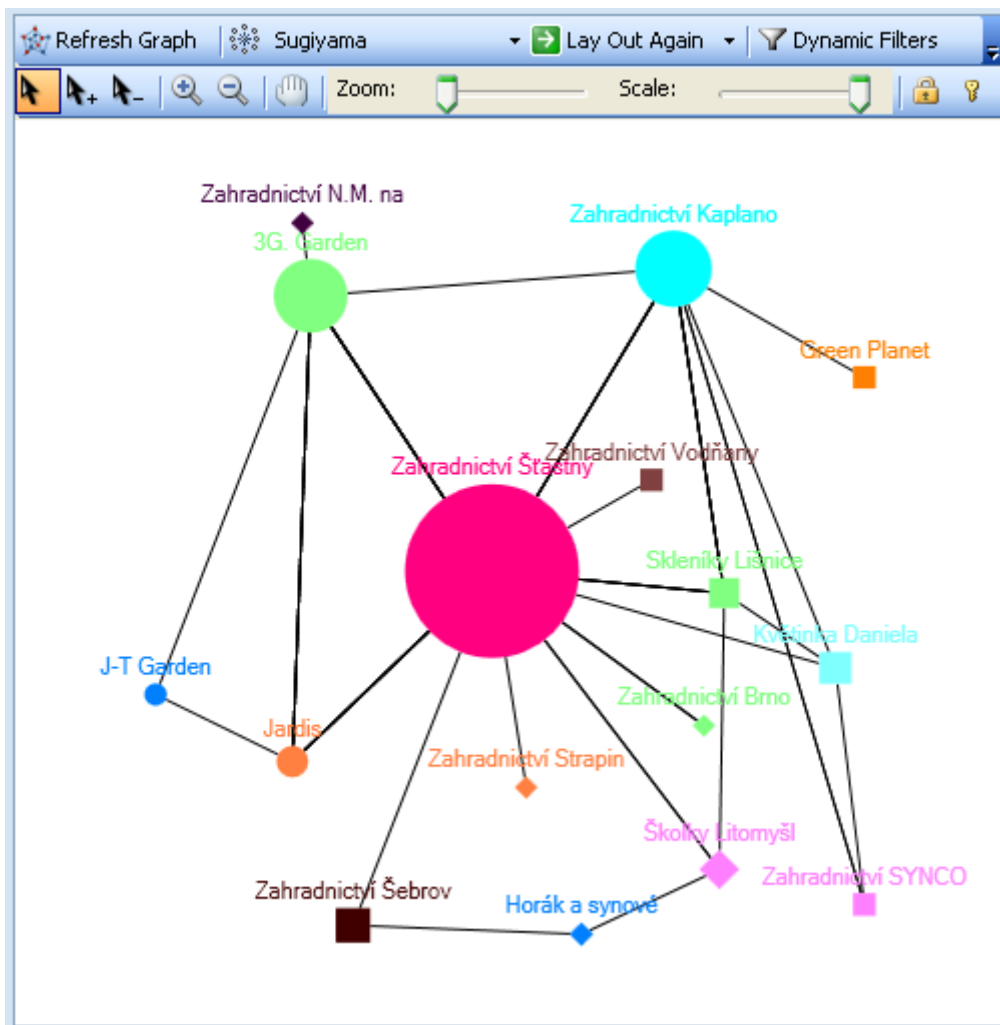 Refresh Graph
Sugiyama
Lay Out Again
Dynamic Filters
Zoom:
Scale:
Zahradnictví N.M. na
Zahradnictví Kaplano
3G. Garden
Green Planet
Zahradnictví Vodňany
Zahradnictví Šťastný
Skleníky Lišnice
Květinka Daniela
J-T Garden
Zahradnictví Brno
Jardis
Zahradnictví Strapin
Školky Litomyšl
Zahradnictví SYNCO
Zahradnictví Šebrov
Horák a synové